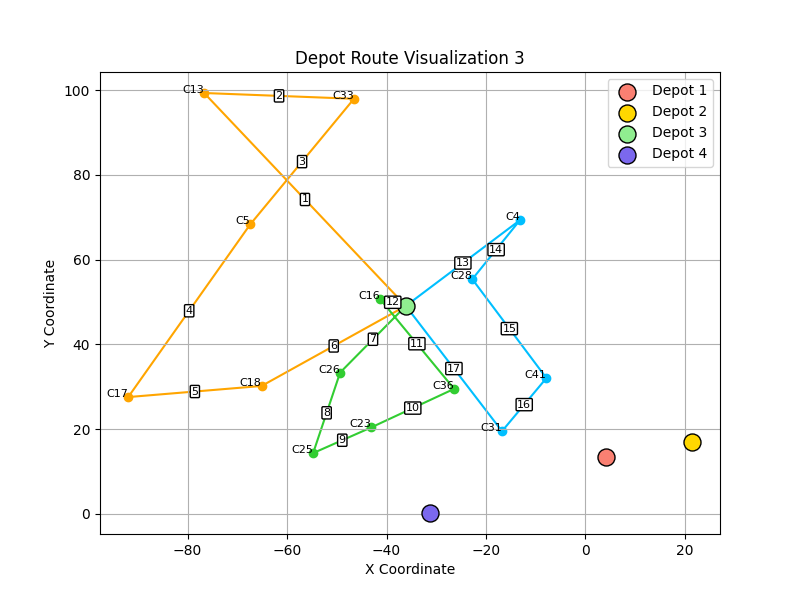 Depot Route Visualization 3
Depot 1
Depot 2
Depot 3
Depot 4
Y Coordinate
100
80
60
40
20
0
C13
2
C33
3
1
C5
C4
14
13
C28
C16
12
4
15
7
11
6
17
C41
C26
C18
C36
5
C17
16
10
8
C23
C31
9
C25
−80
−60
−40
−20
0
20
X Coordinate